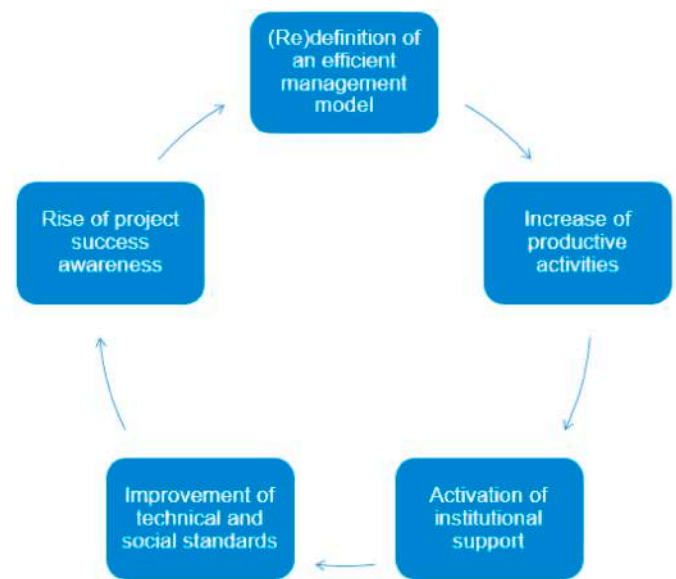 (Re)definition of
an efficient
management
model
Increase of
productive
activities
Activation of
institutional
support
Improvement of
technical and
social standards
Rise of project
success
awareness